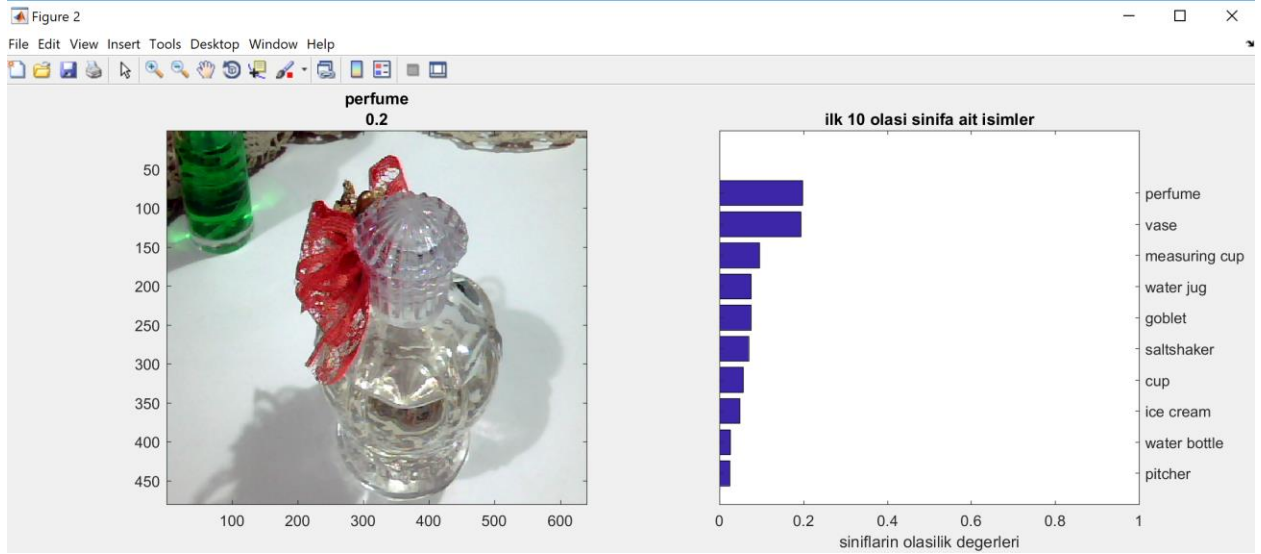 Figure 2
File Edit View Insert Tools Desktop Window Help
perfume
0.2
50
100
150
200
250
300
350
400
450
100 200 300 400 500 600
ilk 10 olasi sinifa ait isimler
perfume
vase
measuring cup
water jug
goblet
saltshaker
cup
ice cream
water bottle
pitcher
0 0.2 0.4 0.6 0.8 1
siniflarin olasilik degerleri